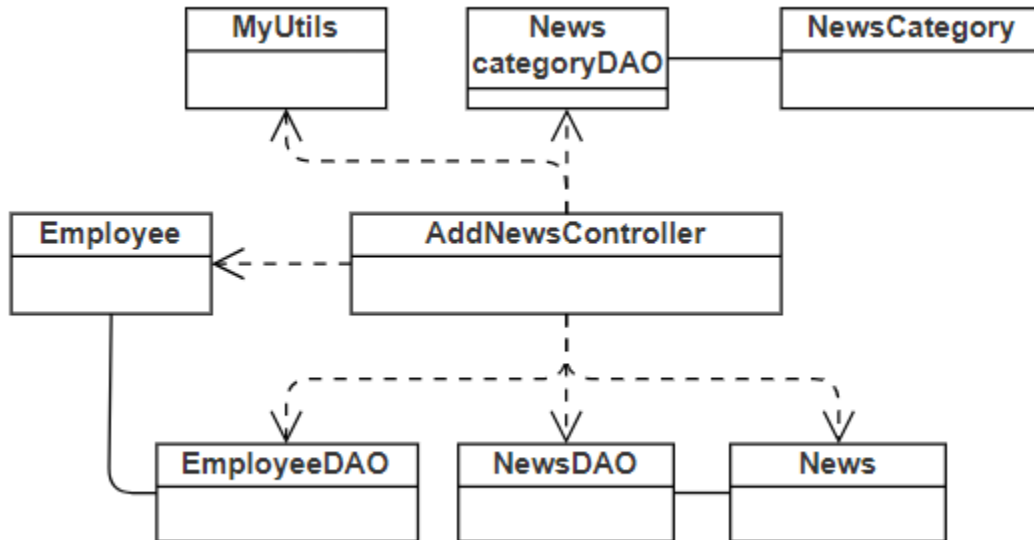 MyUtils
News
categoryDAO
NewsCategory
Employee
AddNewsController
EmployeeDAO
NewsDAO
News